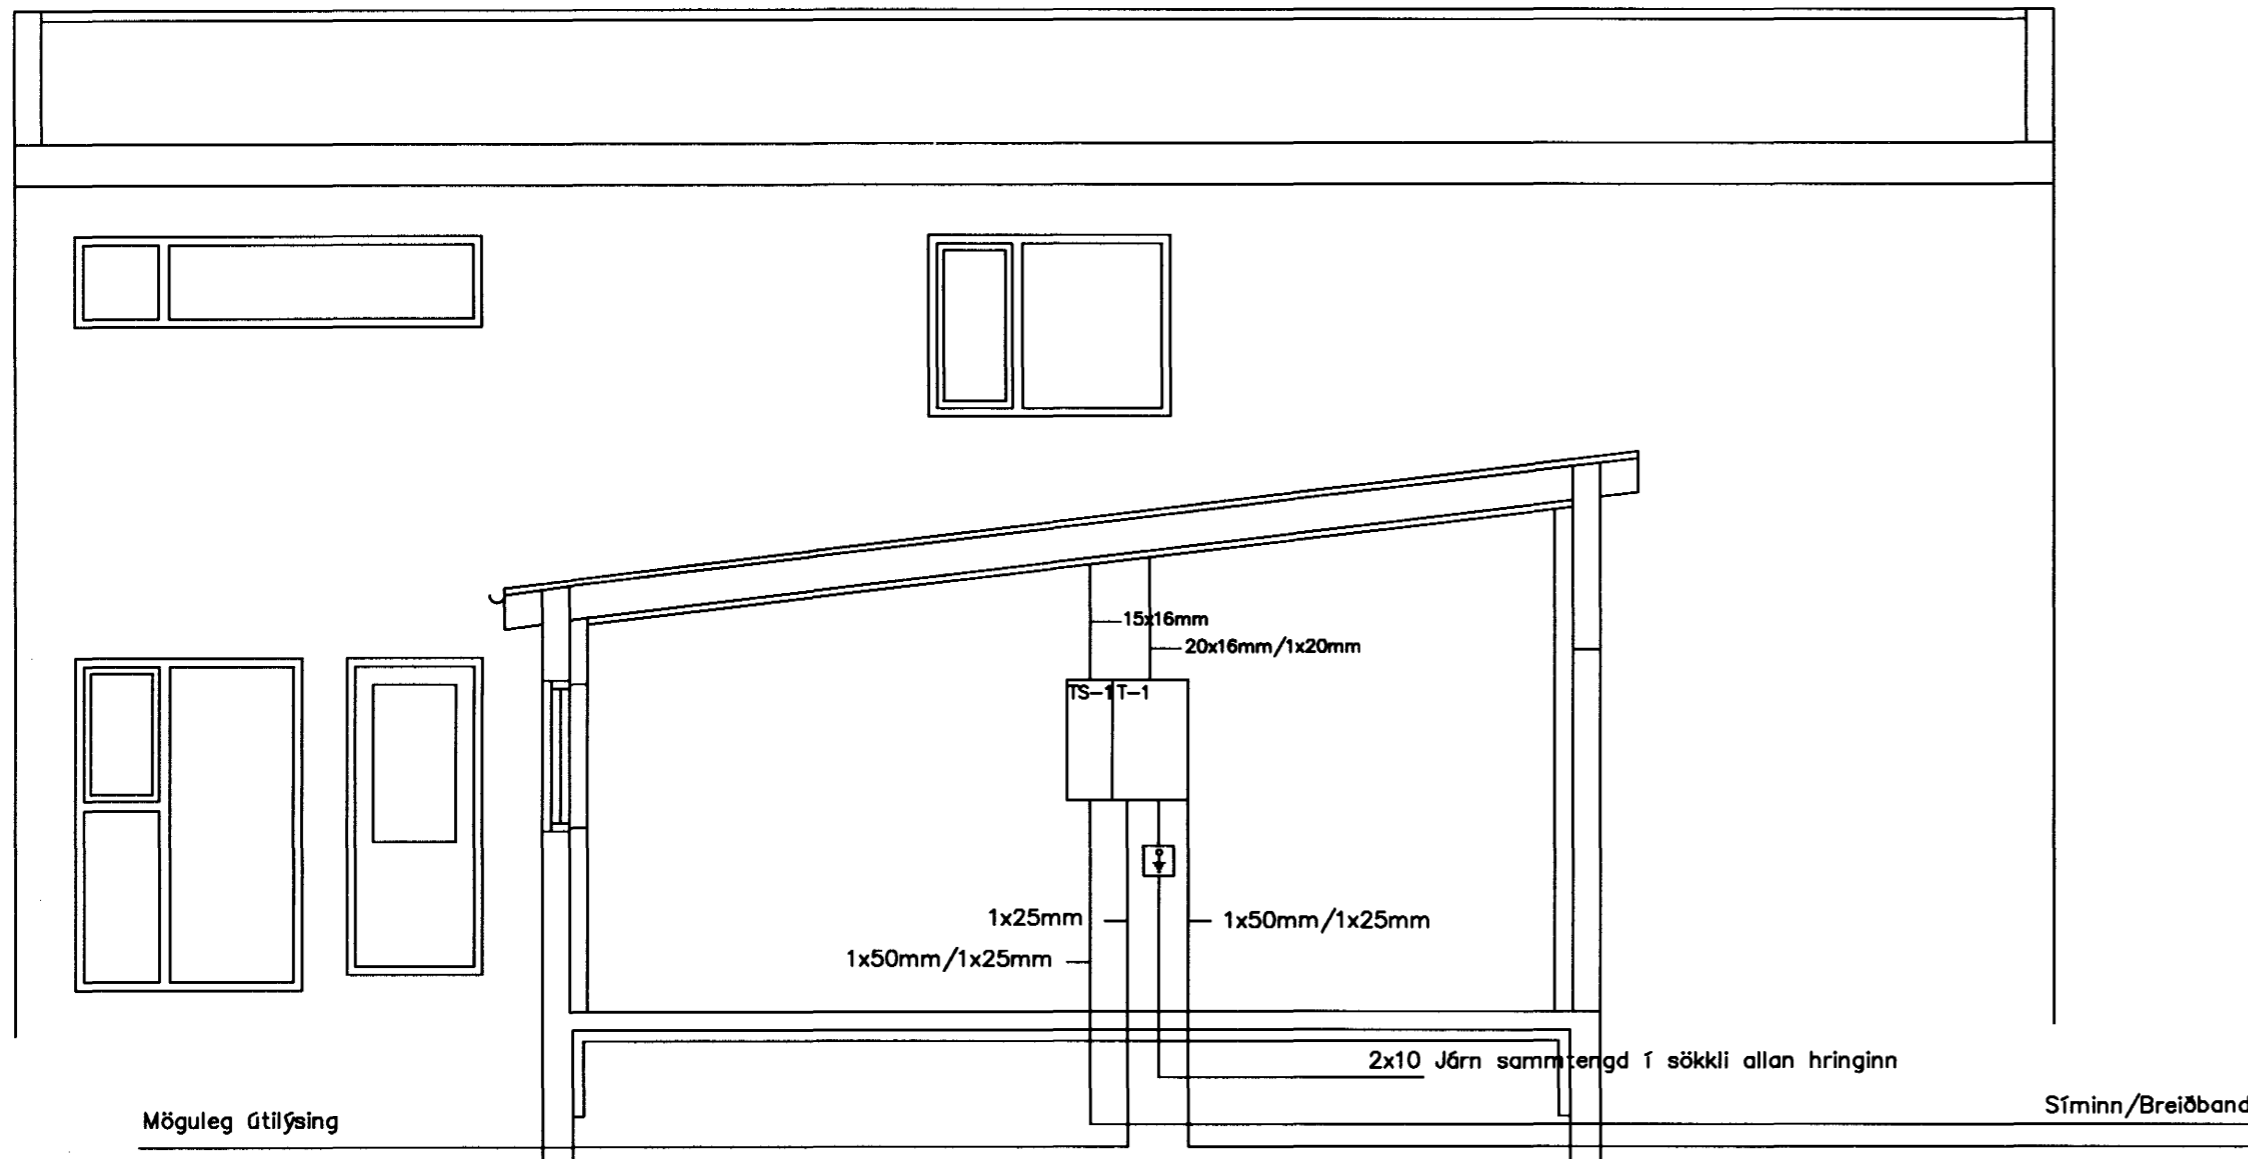 15x16mm
20x16mm/1x20mm
TS-1 T-1
1x25mm
1x50mm/1x25mm
1x50mm/1x25mm
2x10 Járn sammtengd í sökkli allan hringinn
Síminn/Breiðband
Möguleg útilýsing